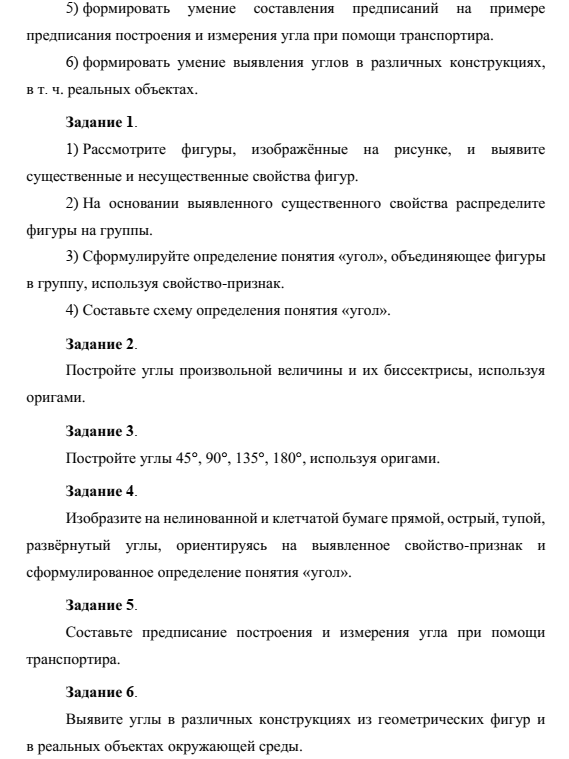 5) формировать умение составления предписаний на примере
предписания построения и измерения угла при помощи транспортира.
6) формировать умение выявления углов в различных конструкциях,
в т. ч. реальных объектах.
Задание 1.
1) Рассмотрите фигуры, изображённые на рисунке, и выявите
существенные и несущественные свойства фигур.
2) На основании выявленного существенного свойства распределите
фигуры на группы.
3) Сформулируйте определение понятия «угол», объединяющее фигуры
в группу, используя свойство-признак.
4) Составьте схему определения понятия «угол».
Задание 2.
Постройте углы произвольной величины и их биссектрисы, используя
оригами.
Задание 3.
Постройте углы 45°, 90°, 135°, 180°, используя оригами.
Задание 4.
Изобразите на нелинованной и клетчатой бумаге прямой, острый, тупой,
развёрнутый углы, ориентируясь на выявленное свойство-признак и
сформулированное определение понятия «угол».
Задание 5.
Составьте предписание построения и измерения угла при помощи
транспортира.
Задание 6.
Выявите углы в различных конструкциях из геометрических фигур и
в реальных объектах окружающей среды.